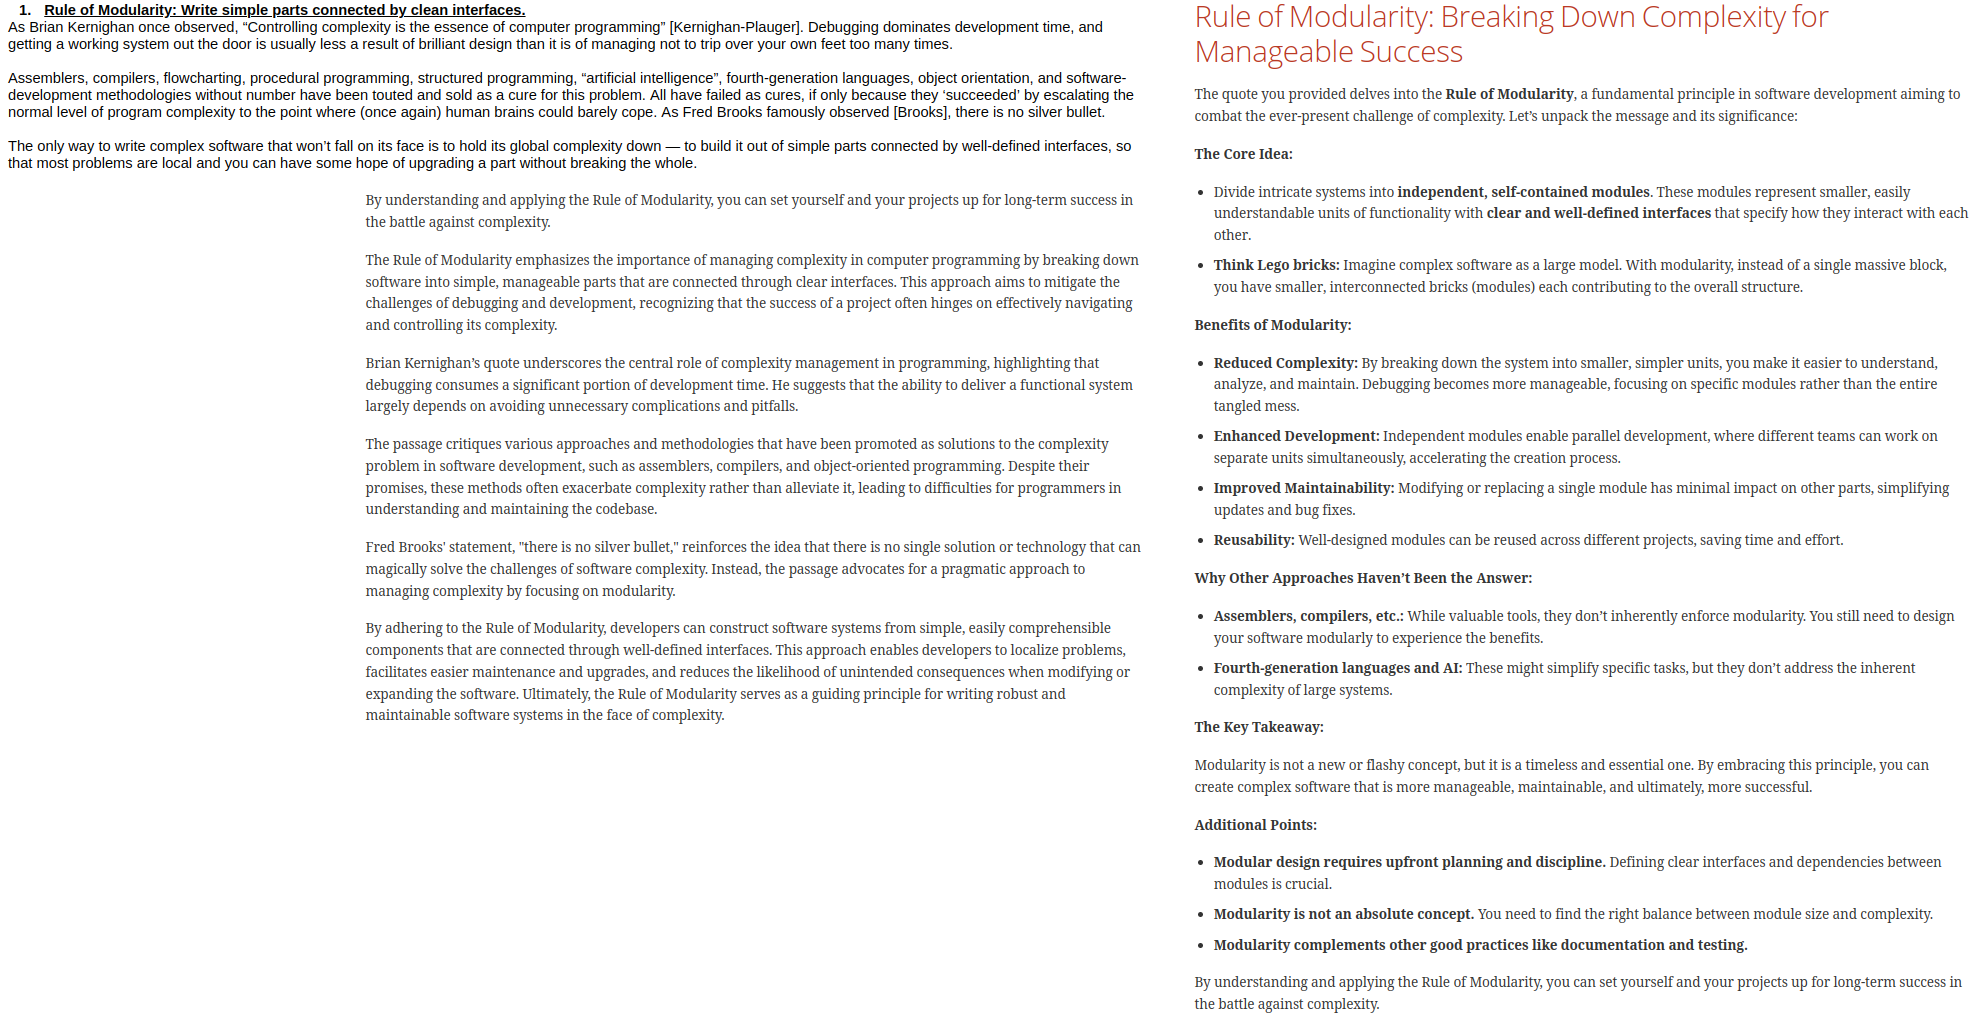 1. Rule of Modularity: Write simple parts connected by clean interfaces.
As Brian Kernighan once observed, “Controlling complexity is the essence of computer programming” [Kernighan-Plauger]. Debugging dominates development time, and
getting a working system out the door is usually less a result of brilliant design than it is of managing not to trip over your own feet too many times.
Assemblers, compilers, flowcharting, procedural programming, structured programming, “artificial intelligence”, fourth-generation languages, object orientation, and software-
development methodologies without number have been touted and sold as a cure for this problem. All have failed as cures, if only because they ‘succeeded’ by escalating the
normal level of program complexity to the point where (once again) human brains could barely cope. As Fred Brooks famously observed [Brooks], there is no silver bullet.
The only way to write complex software that won’t fall on its face is to hold its global complexity down — to build it out of simple parts connected by well-defined interfaces, so
that most problems are local and you can have some hope of upgrading a part without breaking the whole.
By understanding and applying the Rule of Modularity, you can set yourself and your projects up for long-term success in
the battle against complexity.
The Rule of Modularity emphasizes the importance of managing complexity in computer programming by breaking down
software into simple, manageable parts that are connected through clear interfaces. This approach aims to mitigate the
challenges of debugging and development, recognizing that the success of a project often hinges on effectively navigating
and controlling its complexity.
Brian Kernighan’s quote underscores the central role of complexity management in programming, highlighting that
debugging consumes a significant portion of development time. He suggests that the ability to deliver a functional system
largely depends on avoiding unnecessary complications and pitfalls.
The passage critiques various approaches and methodologies that have been promoted as solutions to the complexity
problem in software development, such as assemblers, compilers, and object-oriented programming. Despite their
promises, these methods often exacerbate complexity rather than alleviate it, leading to difficulties for programmers in
understanding and maintaining the codebase.
Fred Brooks' statement, "there is no silver bullet," reinforces the idea that there is no single solution or technology that can
magically solve the challenges of software complexity. Instead, the passage advocates for a pragmatic approach to
managing complexity by focusing on modularity.
By adhering to the Rule of Modularity, developers can construct software systems from simple, easily comprehensible
components that are connected through well-defined interfaces. This approach enables developers to localize problems,
facilitates easier maintenance and upgrades, and reduces the likelihood of unintended consequences when modifying or
expanding the software. Ultimately, the Rule of Modularity serves as a guiding principle for writing robust and
maintainable software systems in the face of complexity.
Rule of Modularity: Breaking Down Complexity for
Manageable Success
The quote you provided delves into the Rule of Modularity, a fundamental principle in software development aiming to
combat the ever-present challenge of complexity. Let’s unpack the message and its significance:
The Core Idea:
• Divide intricate systems into independent, self-contained modules. These modules represent smaller, easily
understandable units of functionality with clear and well-defined interfaces that specify how they interact with each
other.
• Think Lego bricks: Imagine complex software as a large model. With modularity, instead of a single massive block,
you have smaller, interconnected bricks (modules) each contributing to the overall structure.
Benefits of Modularity:
• Reduced Complexity: By breaking down the system into smaller, simpler units, you make it easier to understand,
analyze, and maintain. Debugging becomes more manageable, focusing on specific modules rather than the entire
tangled mess.
• Enhanced Development: Independent modules enable parallel development, where different teams can work on
separate units simultaneously, accelerating the creation process.
• Improved Maintainability: Modifying or replacing a single module has minimal impact on other parts, simplifying
updates and bug fixes.
• Reusability: Well-designed modules can be reused across different projects, saving time and effort.
Why Other Approaches Haven’t Been the Answer:
• Assemblers, compilers, etc.: While valuable tools, they don’t inherently enforce modularity. You still need to design
your software modularly to experience the benefits.
• Fourth-generation languages and AI: These might simplify specific tasks, but they don’t address the inherent
complexity of large systems.
The Key Takeaway:
Modularity is not a new or flashy concept, but it is a timeless and essential one. By embracing this principle, you can
create complex software that is more manageable, maintainable, and ultimately, more successful.
Additional Points:
• Modular design requires upfront planning and discipline. Defining clear interfaces and dependencies between
modules is crucial.
• Modularity is not an absolute concept. You need to find the right balance between module size and complexity.
• Modularity complements other good practices like documentation and testing.
By understanding and applying the Rule of Modularity, you can set yourself and your projects up for long-term success in
the battle against complexity.